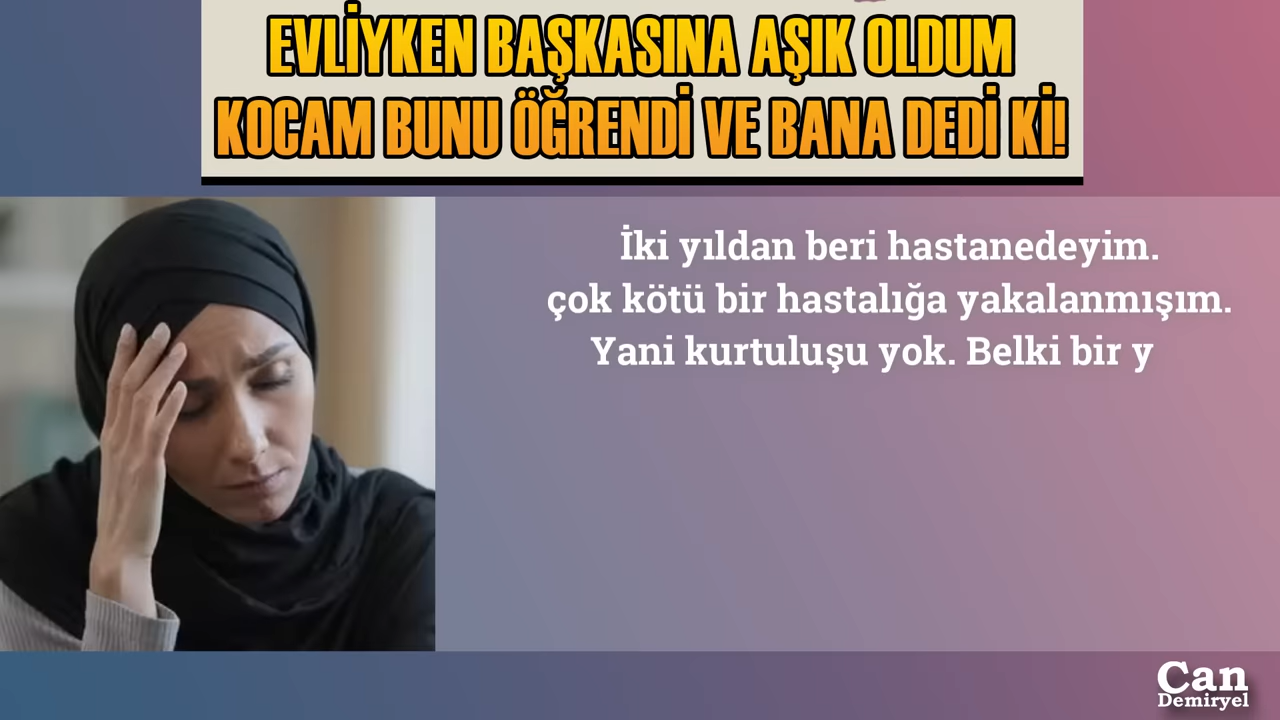 EVLİYKEN BAŞKASINA AŞIK OLDUM
KOCAM BUNU ÖĞRENDİ VE BANA DEDİ Kİ!
İki yıldan beri hastanedeyim.
çok kötü bir hastalığa yakalanmışım.
Yani kurtuluşu yok. Belki bir y
Can
Demiryel